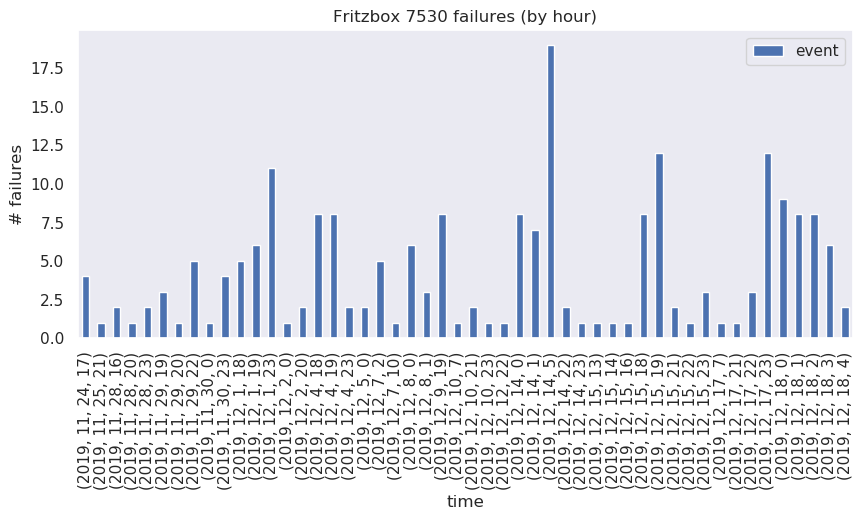 Fritzbox 7530 failures (by hour)
event
# failures
17.5
15.0
12.5
10.0
7.5
5.0
2.5
0.0
(2019, 11, 24, 17)
(2019, 11, 25, 21)
(2019, 11, 28, 16)
(2019, 11, 28, 20)
(2019, 11, 28, 23)
(2019, 11, 29, 19)
(2019, 11, 29, 20)
(2019, 11, 29, 22)
(2019, 11, 30, 0)
(2019, 11, 30, 23)
(2019, 12, 1, 18)
(2019, 12, 1, 19)
(2019, 12, 1, 23)
(2019, 12, 2, 0)
(2019, 12, 2, 20)
(2019, 12, 4, 18)
(2019, 12, 4, 19)
(2019, 12, 4, 23)
(2019, 12, 5, 0)
(2019, 12, 7, 2)
(2019, 12, 7, 10)
(2019, 12, 8, 0)
(2019, 12, 8, 1)
(2019, 12, 9, 19)
(2019, 12, 10, 7)
(2019, 12, 10, 21)
(2019, 12, 10, 23)
(2019, 12, 12, 22)
(2019, 12, 14, 0)
(2019, 12, 14, 1)
(2019, 12, 14, 5)
(2019, 12, 14, 22)
(2019, 12, 14, 23)
(2019, 12, 15, 13)
(2019, 12, 15, 14)
(2019, 12, 15, 16)
(2019, 12, 15, 18)
(2019, 12, 15, 19)
(2019, 12, 15, 21)
(2019, 12, 15, 22)
(2019, 12, 15, 23)
(2019, 12, 17, 7)
(2019, 12, 17, 21)
(2019, 12, 17, 22)
(2019, 12, 17, 23)
(2019, 12, 18, 0)
(2019, 12, 18, 1)
(2019, 12, 18, 2)
(2019, 12, 18, 3)
(2019, 12, 18, 4)
time